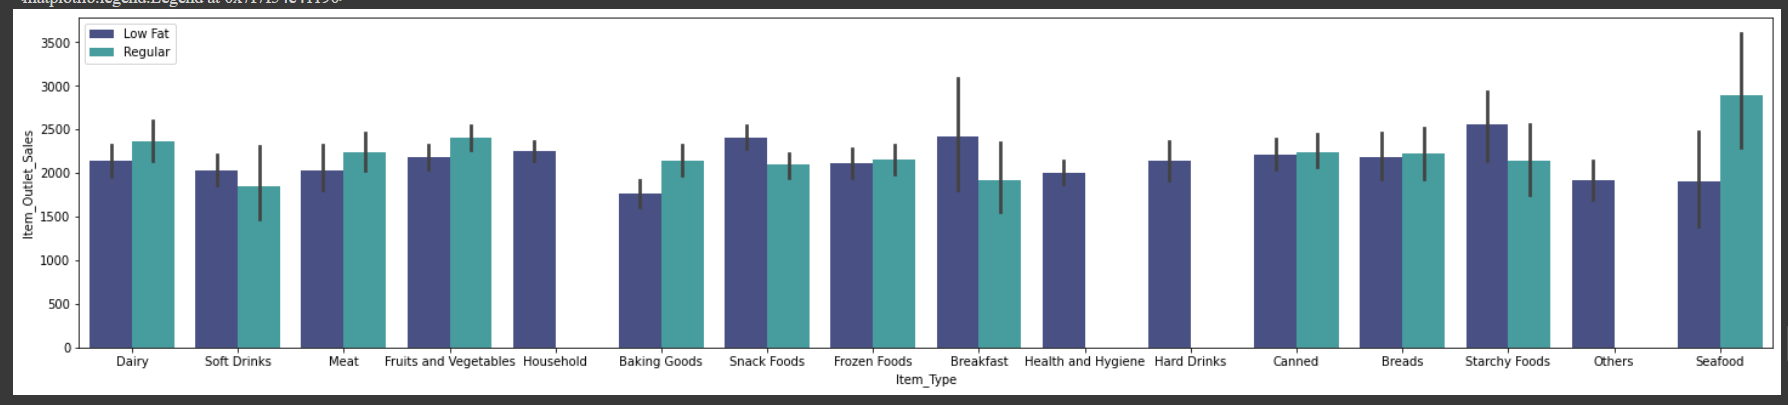 Low Fat
Regular
3500
3000
2500
2000
1500
1000
500
0
Item_Outlet_Sales
Dairy Soft Drinks Meat Fruits and Vegetables Household Baking Goods Snack Foods Frozen Foods Breakfast Health and Hygiene Hard Drinks Canned Breads Starchy Foods Others Seafood
Item_Type